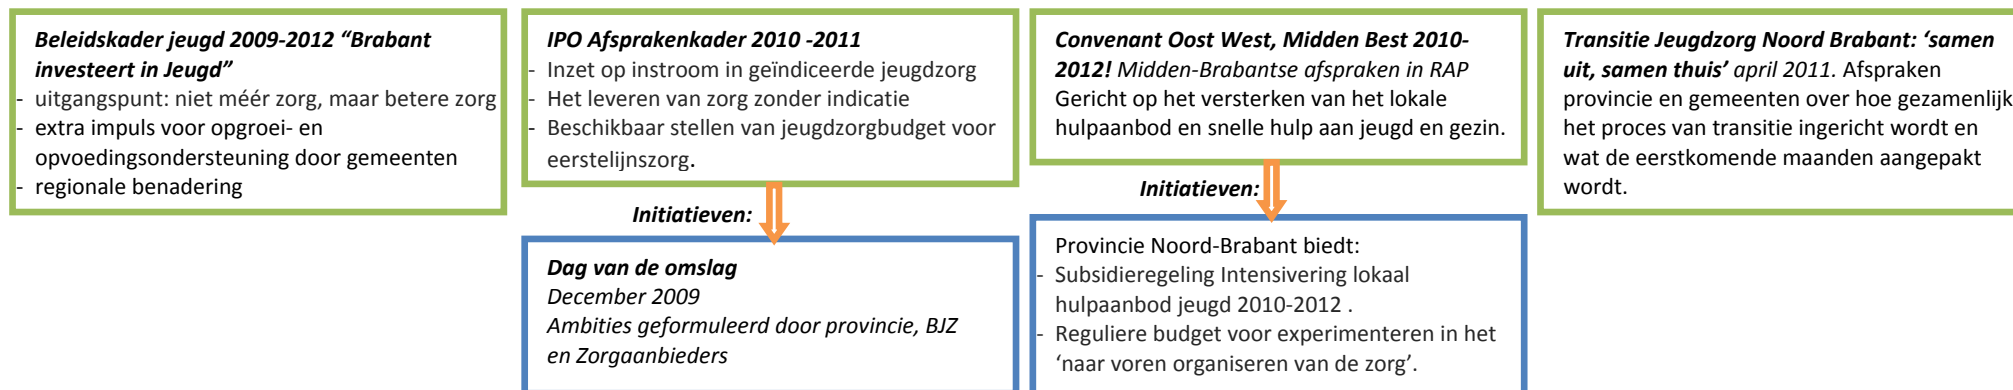 Beleidskader jeugd 2009-2012 “Brabant
investeert in Jeugd”
- uitgangspunt: niet méér zorg, maar betere zorg
- extra impuls voor opgroei- en
opvoedingsondersteuning door gemeenten
- regionale benadering
IPO Afsprakenkader 2010 -2011
- Inzet op instroom in geïndiceerde jeugdzorg
- Het leveren van zorg zonder indicatie
- Beschikbaar stellen van jeugdzorgbudget voor
eerstelijnszorg.
Initiatieven:
Dag van de omslag
December 2009
Ambities geformuleerd door provincie, BJZ
en Zorgaanbieders
Convenant Oost West, Midden Best 2010-
2012! Midden-Brabantse afspraken in RAP
Gericht op het versterken van het lokale
hulpaanbod en snelle hulp aan jeugd en gezin.
Initiatieven:
Provincie Noord-Brabant biedt:
- Subsidieregeling Intensivering lokaal
hulpaanbod jeugd 2010-2012 .
- Reguliere budget voor experimenteren in het
‘naar voren organiseren van de zorg’.
Transitie Jeugdzorg Noord Brabant: ‘samen
uit, samen thuis’ april 2011. Afspraken
provincie en gemeenten over hoe gezamenlijk
het proces van transitie ingericht wordt en
wat de eerstkomende maanden aangepakt
wordt.